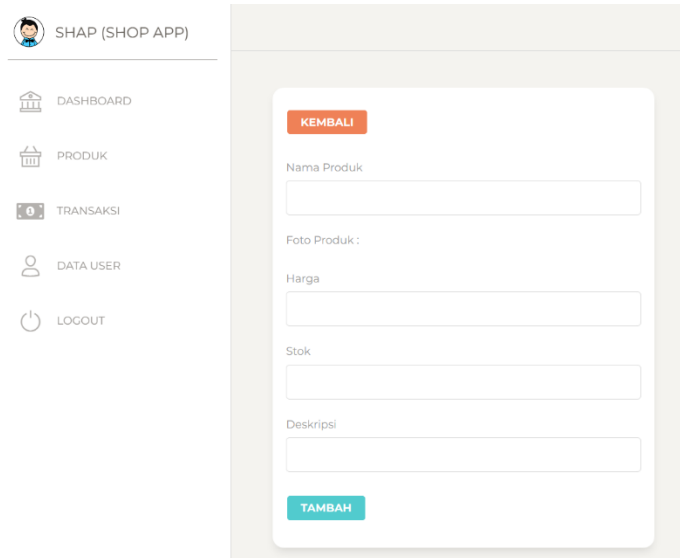 SHAP (SHOP APP)
DASHBOARD
PRODUK
TRANSAKSI
DATA USER
LOGOUT
KEMBALI
Nama Produk
Foto Produk :
Harga
Stok
Deskripsi
TAMBAH